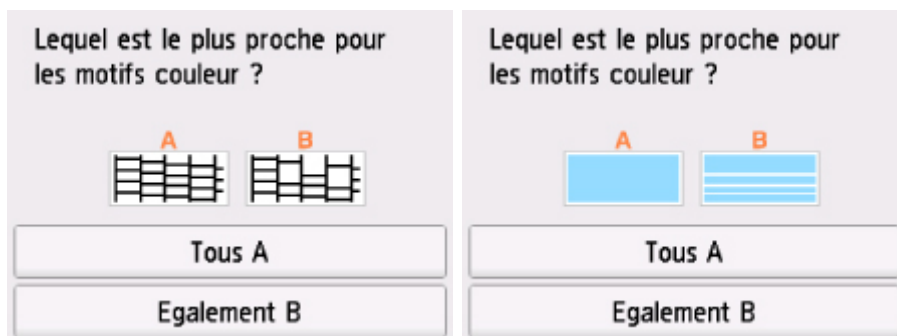 Lequel est le plus proche pour
les motifs couleur ?
A B
Tous A
Egalement B
Lequel est le plus proche pour
les motifs couleur ?
A B
Tous A
Egalement B